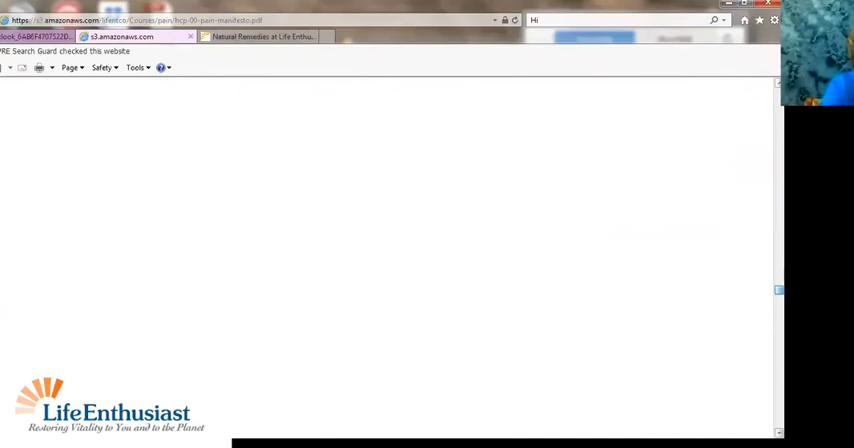 https://s3.amazonaws.com/lifentco/Courses/pain/hcp-00-pain-manifesto.pdf
Hi
look_6AB6F4707522D...
s3.amazonaws.com
Natural Remedies at Life Enthu...
PRE Search Guard checked this website
Page
Safety
Tools
LifeEnthusiast
Restoring Vitality to You and to the Planet